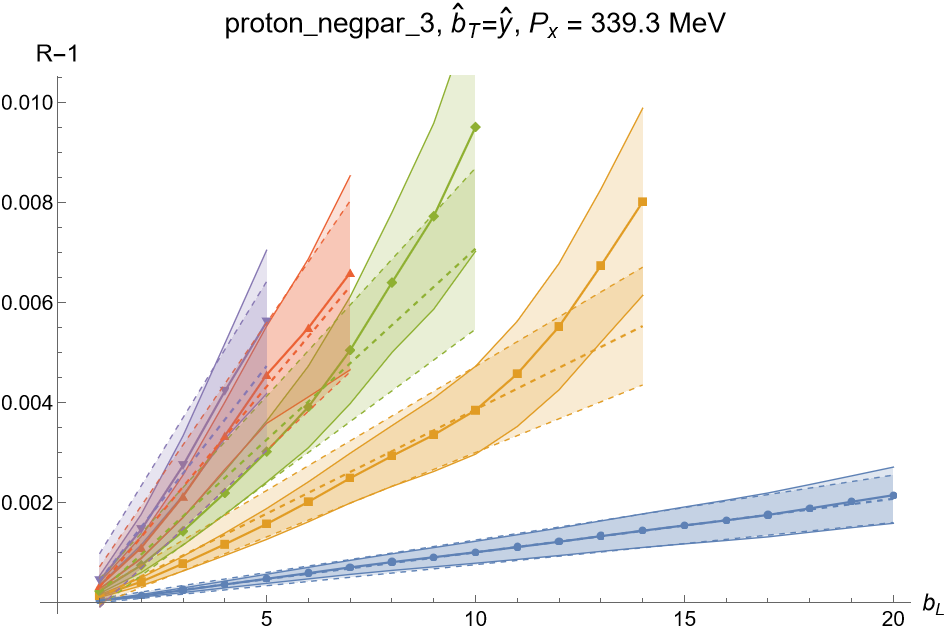 proton_negpar_3, b̂_T=ŷ, P_x = 339.3 MeV
R−1
0.010
0.008
0.006
0.004
0.002
5 10 15 20 b_L